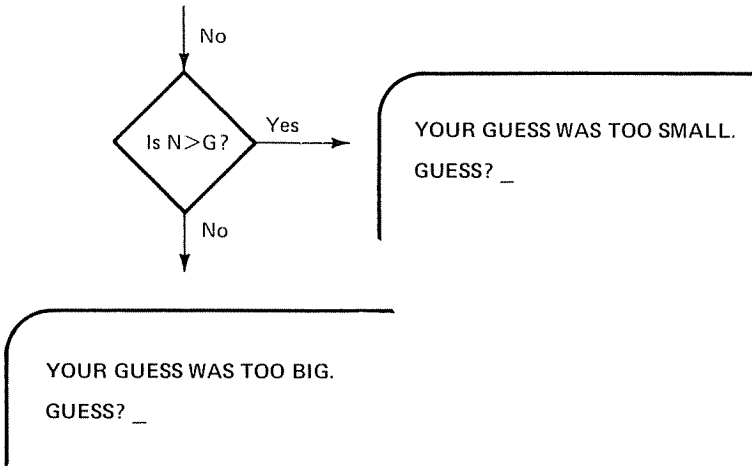 No
Is N>G?
Yes
YOUR GUESS WAS TOO SMALL.
GUESS? _
No
YOUR GUESS WAS TOO BIG.
GUESS? _